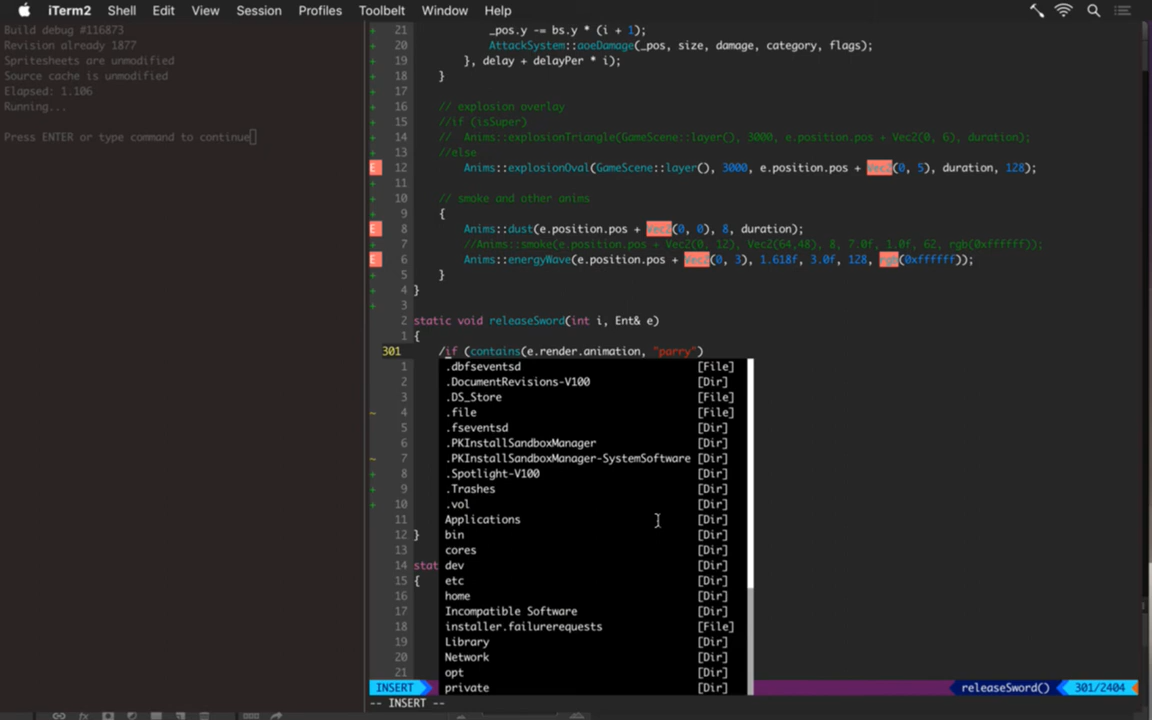 iTerm2 Shell Edit View Session Profiles Toolbelt Window Help
Build debug #116873
Revision already 1877
Spritesheets are unmodified
Source cache is unmodified
Elapsed: 1.106
Running...
Press ENTER or type command to continue
+ 21 _pos.y -= bs.y * (i + 1);
+ 20 AttackSystem::aoeDamage(_pos, size, damage, category, flags);
+ 19 }, delay + delayPer * i);
+ 18 }
+ 17
+ 16 // explosion overlay
+ 15 //if (isSuper)
+ 14 // Anims::explosionTriangle(GameScene::layer(), 3000, e.position.pos + Vec2(0, 6), duration);
+ 13 //else
E 12 Anims::explosionOval(GameScene::layer(), 3000, e.position.pos + Vec2(0, 5), duration, 128);
+ 11
+ 10 // smoke and other anims
+ 9 {
E 8 Anims::dust(e.position.pos + Vec2(0, 0), 8, duration);
+ 7 //Anims::smoke(e.position.pos + Vec2(0, 12), Vec2(64,48), 8, 7.0f, 1.0f, 62, rgb(0xffffff));
E 6 Anims::energyWave(e.position.pos + Vec2(0, 3), 1.618f, 3.0f, 128, rgb(0xffffff));
+ 5 }
+ 4 }
+ 3
2 static void releaseSword(int i, Ent& e)
1 {
301 /if (contains(e.render.animation, "parry")
1 .dbfseventsd [File]
2 .DocumentRevisions-V100 [Dir]
3 .DS_Store [File]
~ 4 .file [File]
5 .fseventsd [Dir]
6 .PKInstallSandboxManager [Dir]
~ 7 .PKInstallSandboxManager-SystemSoftware [Dir]
+ 8 .Spotlight-V100 [Dir]
+ 9 .Trashes [Dir]
+ 10 .vol [Dir]
11 Applications [Dir]
12 } bin [Dir]
13 cores [Dir]
14 stat dev [Dir]
15 { etc [Dir]
16 home [Dir]
17 Incompatible Software [Dir]
18 installer.failurerequests [File]
19 Library [Dir]
20 Network [Dir]
21 opt [Dir]
private [Dir]
INSERT releaseSword() 301/2404
-- INSERT --